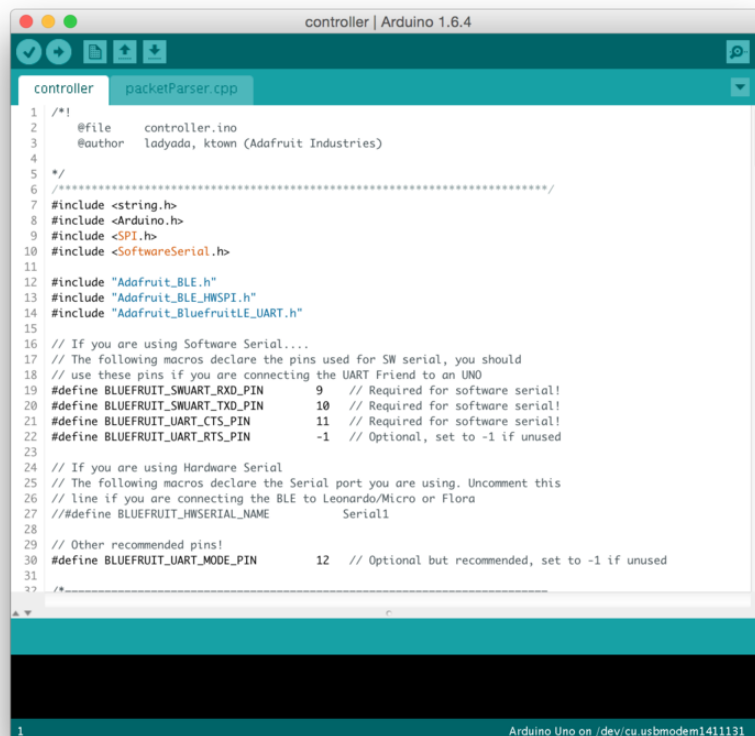 controller | Arduino 1.6.4
controller packetParser.cpp
1 /*!
2 @file controller.ino
3 @author ladyada, ktown (Adafruit Industries)
4
5 */
6 /**************************************************************************/
7 #include <string.h>
8 #include <Arduino.h>
9 #include <SPI.h>
10 #include <SoftwareSerial.h>
11
12 #include "Adafruit_BLE.h"
13 #include "Adafruit_BLE_HWSPI.h"
14 #include "Adafruit_BluefruitLE_UART.h"
15
16 // If you are using Software Serial....
17 // The following macros declare the pins used for SW serial, you should
18 // use these pins if you are connecting the UART Friend to an UNO
19 #define BLUEFRUIT_SWUART_RXD_PIN 9 // Required for software serial!
20 #define BLUEFRUIT_SWUART_TXD_PIN 10 // Required for software serial!
21 #define BLUEFRUIT_UART_CTS_PIN 11 // Required for software serial!
22 #define BLUEFRUIT_UART_RTS_PIN -1 // Optional, set to -1 if unused
23
24 // If you are using Hardware Serial
25 // The following macros declare the Serial port you are using. Uncomment this
26 // line if you are connecting the BLE to Leonardo/Micro or Flora
27 //#define BLUEFRUIT_HWSERIAL_NAME Serial1
28
29 // Other recommended pins!
30 #define BLUEFRUIT_UART_MODE_PIN 12 // Optional but recommended, set to -1 if unused
31
32 /*=========================================================================
1 Arduino Uno on /dev/cu.usbmodem1411131